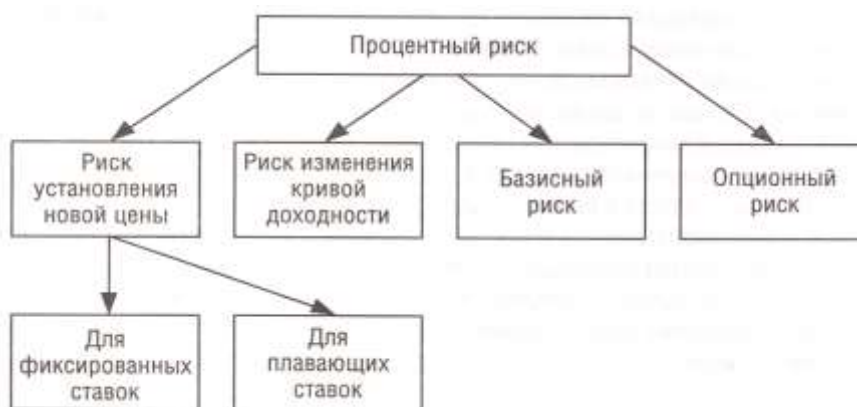 Процентный риск
Риск
установления
новой цены
Риск изменения
кривой
доходности
Базисный
риск
Опционный
риск
Для
фиксированных
ставок
Для
плавающих
ставок